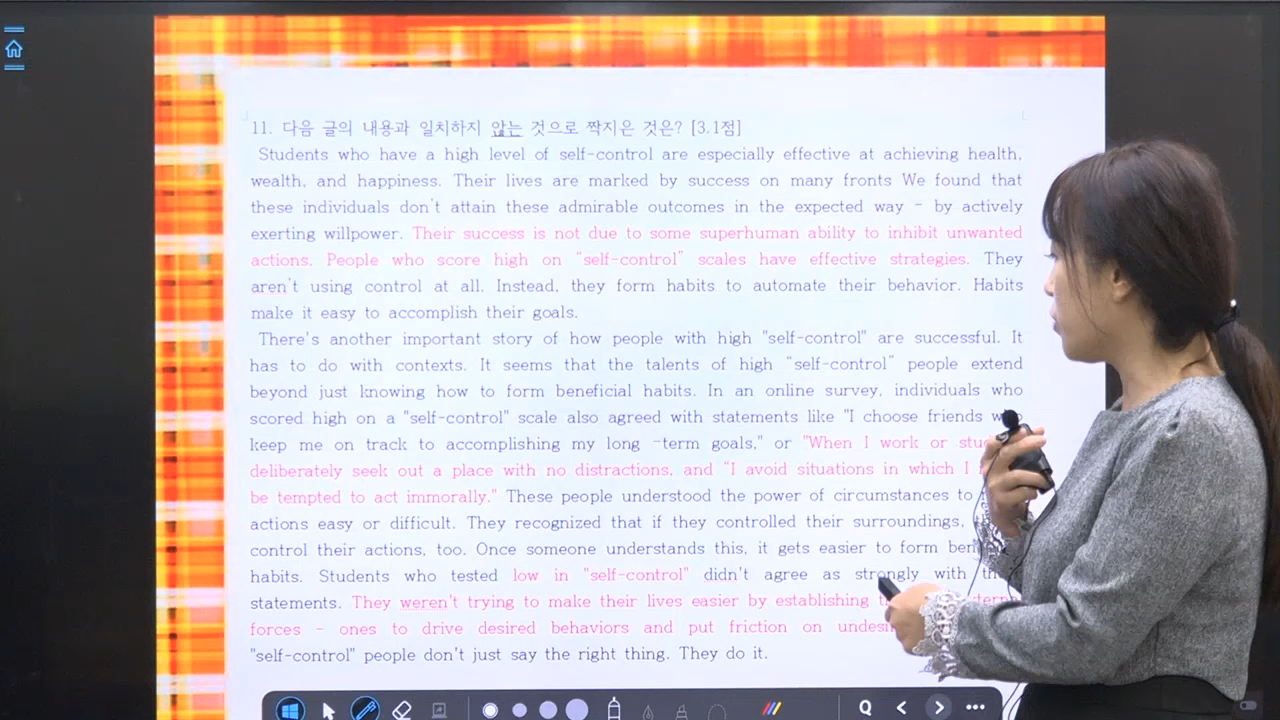 11. 다음 글의 내용과 일치하지 않는 것으로 짝지은 것은? [3.1점]
Students who have a high level of self-control are especially effective at achieving health,
wealth, and happiness. Their lives are marked by success on many fronts We found that
these individuals don't attain these admirable outcomes in the expected way - by actively
exerting willpower. Their success is not due to some superhuman ability to inhibit unwanted
actions. People who score high on "self-control" scales have effective strategies. They
aren't using control at all. Instead, they form habits to automate their behavior. Habits
make it easy to accomplish their goals.
There's another important story of how people with high "self-control" are successful. It
has to do with contexts. It seems that the talents of high "self-control" people extend
beyond just knowing how to form beneficial habits. In an online survey, individuals who
scored high on a "self-control" scale also agreed with statements like "I choose friends
keep me on track to accomplishing my long -term goals," or "When I work or
deliberately seek out a place with no distractions, and "I avoid situations in which I
be tempted to act immorally." These people understood the power of circumstances to
actions easy or difficult. They recognized that if they controlled their surroundings,
control their actions, too. Once someone understands this, it gets easier to form
habits. Students who tested low in "self-control" didn't agree as strongly with
statements. They weren't trying to make their lives easier by establishing
forces - ones to drive desired behaviors and put friction on
"self-control" people don't just say the right thing. They do it.